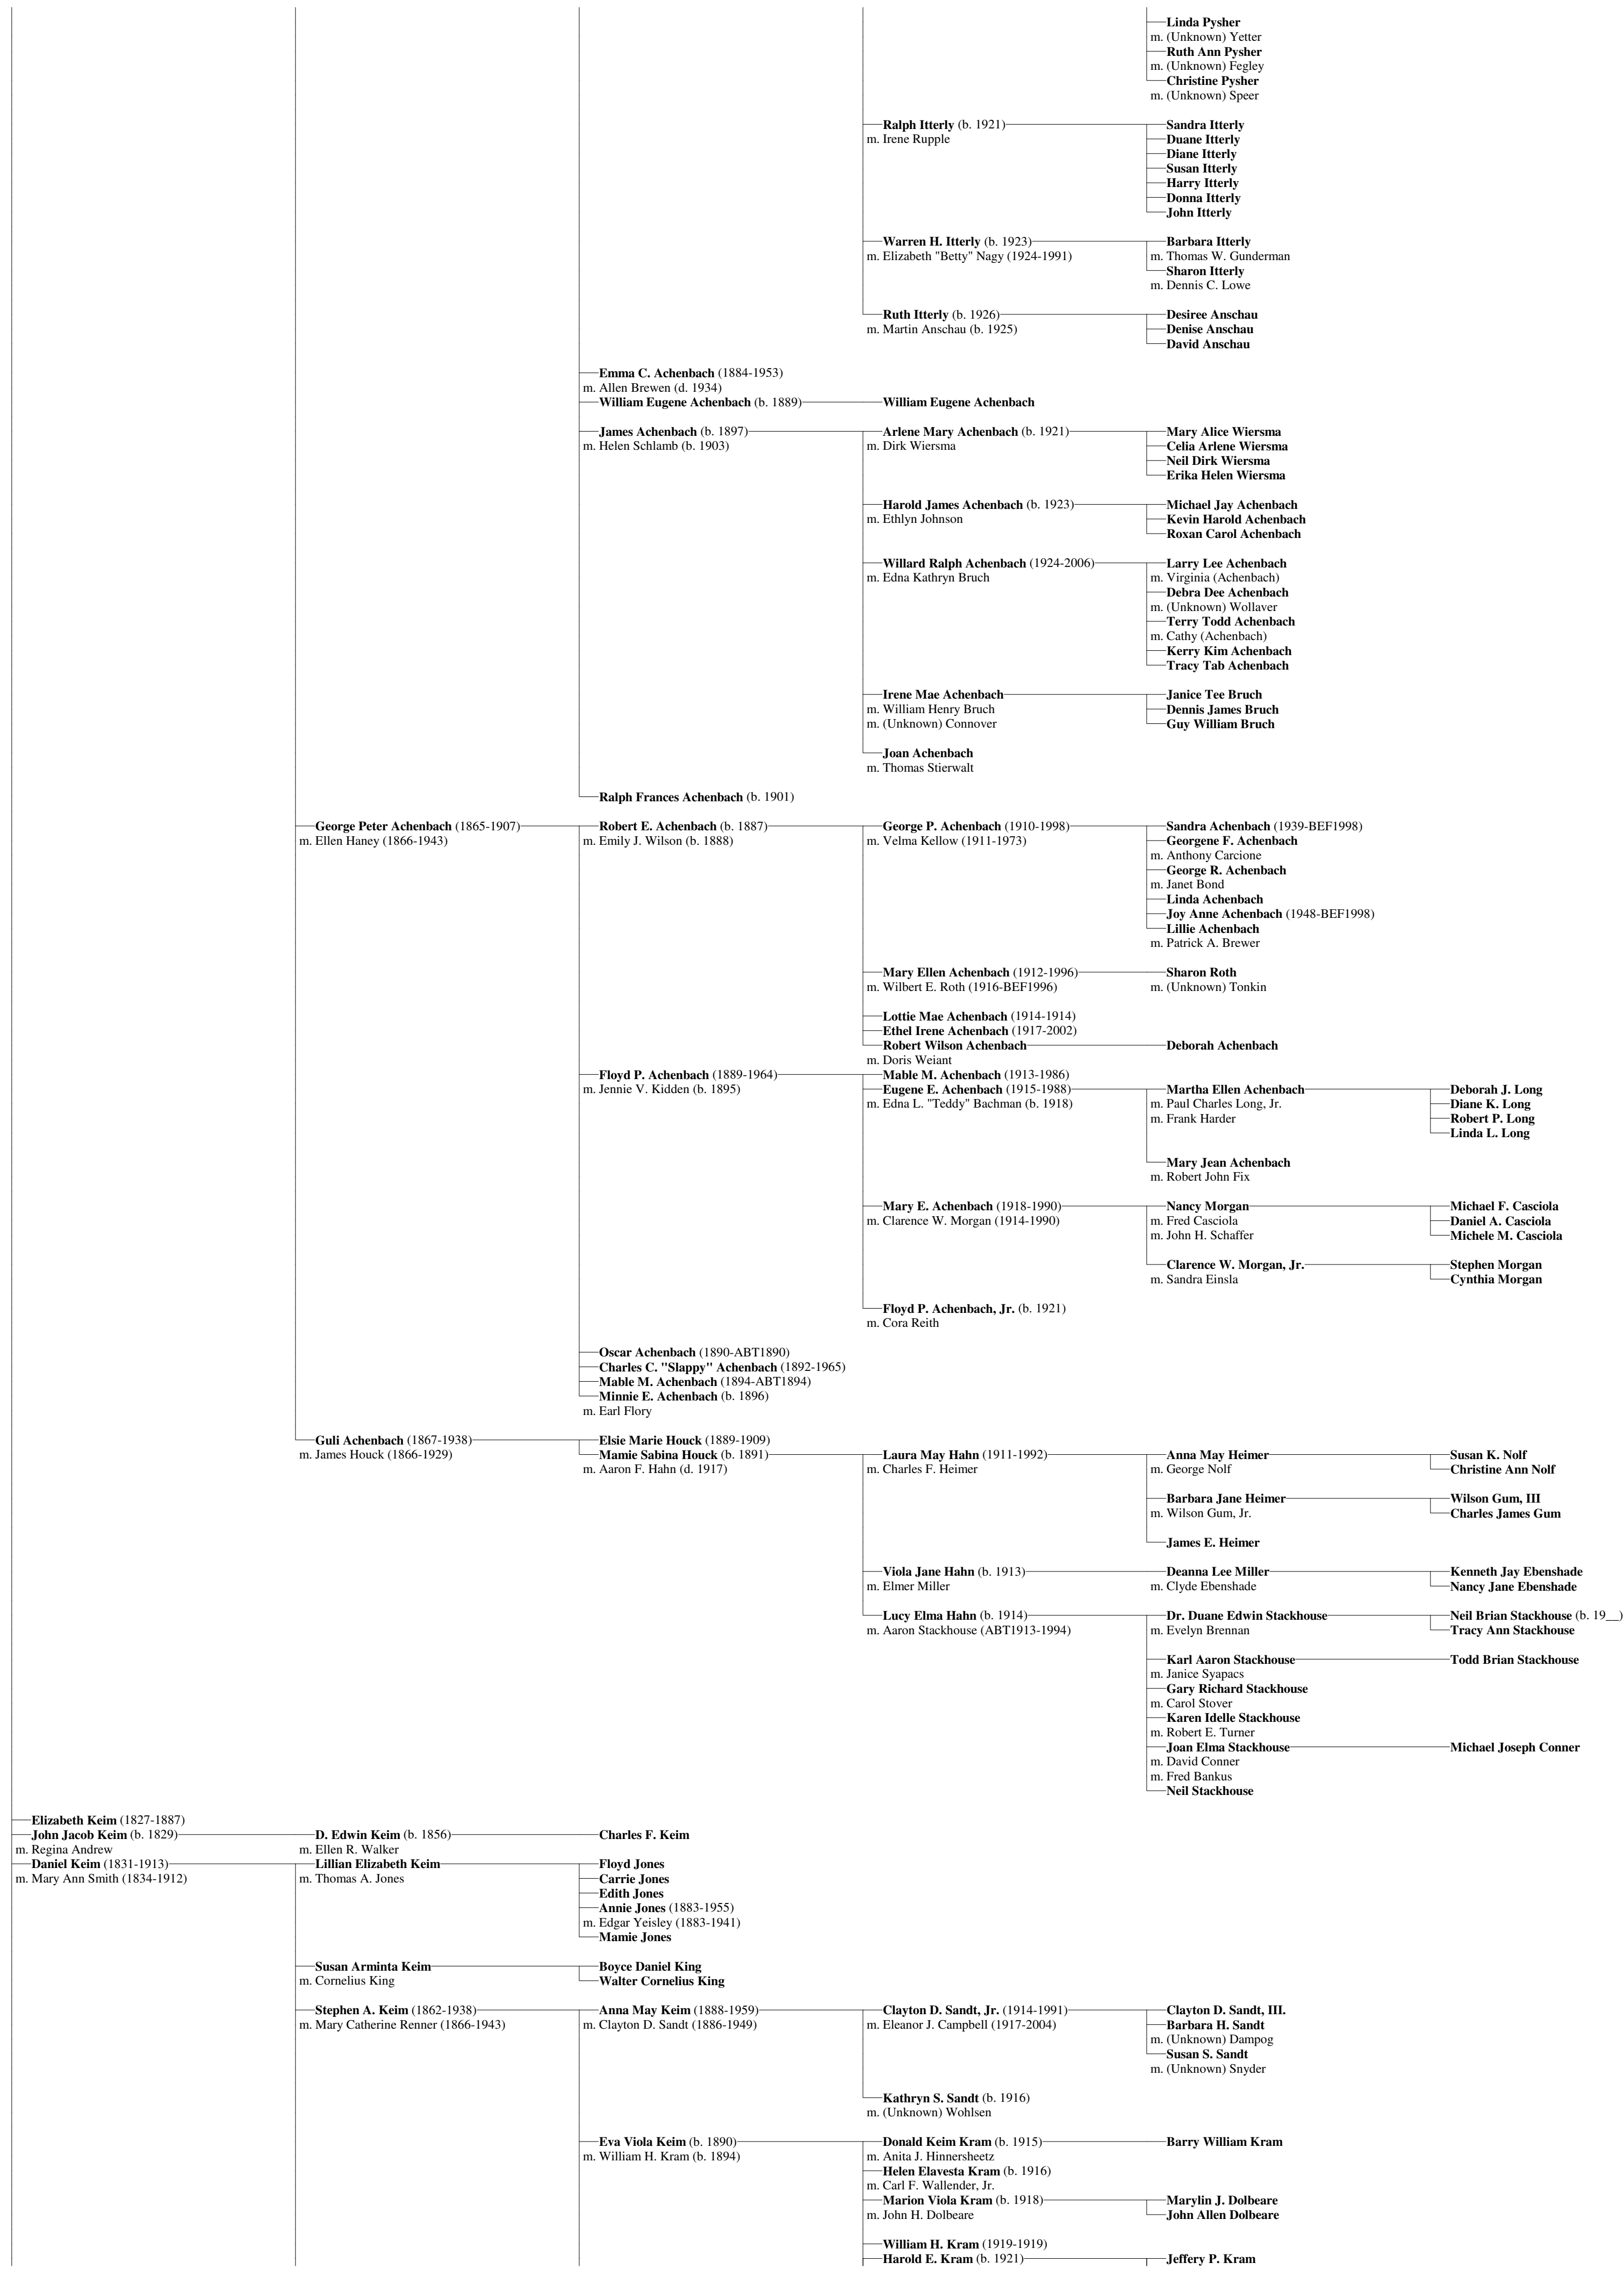 Linda Pysher
m. (Unknown) Yetter
Ruth Ann Pysher
m. (Unknown) Fegley
Christine Pysher
m. (Unknown) Speer
Ralph Itterly (b. 1921) Sandra Itterly
m. Irene Rupple Duane Itterly
Diane Itterly
Susan Itterly
Harry Itterly
Donna Itterly
John Itterly
Warren H. Itterly (b. 1923) Barbara Itterly
m. Elizabeth "Betty" Nagy (1924-1991) m. Thomas W. Gunderman
Sharon Itterly
m. Dennis C. Lowe
Ruth Itterly (b. 1926) Desiree Anschau
m. Martin Anschau (b. 1925) Denise Anschau
David Anschau
Emma C. Achenbach (1884-1953)
m. Allen Brewen (d. 1934)
William Eugene Achenbach (b. 1889) William Eugene Achenbach
James Achenbach (b. 1897) Arlene Mary Achenbach (b. 1921) Mary Alice Wiersma
m. Helen Schlamb (b. 1903) m. Dirk Wiersma Celia Arlene Wiersma
Neil Dirk Wiersma
Erika Helen Wiersma
Harold James Achenbach (b. 1923) Michael Jay Achenbach
m. Ethlyn Johnson Kevin Harold Achenbach
Roxan Carol Achenbach
Willard Ralph Achenbach (1924-2006) Larry Lee Achenbach
m. Edna Kathryn Bruch m. Virginia (Achenbach)
Debra Dee Achenbach
m. (Unknown) Wollaver
Terry Todd Achenbach
m. Cathy (Achenbach)
Kerry Kim Achenbach
Tracy Tab Achenbach
Irene Mae Achenbach Janice Tee Bruch
m. William Henry Bruch Dennis James Bruch
m. (Unknown) Connover Guy William Bruch
Joan Achenbach
m. Thomas Stierwalt
Ralph Frances Achenbach (b. 1901)
George Peter Achenbach (1865-1907) Robert E. Achenbach (b. 1887) George P. Achenbach (1910-1998) Sandra Achenbach (1939-BEF1998)
m. Ellen Haney (1866-1943) m. Emily J. Wilson (b. 1888) m. Velma Kellow (1911-1973) Georgene F. Achenbach
m. Anthony Carcione
George R. Achenbach
m. Janet Bond
Linda Achenbach
Joy Anne Achenbach (1948-BEF1998)
Lillie Achenbach
m. Patrick A. Brewer
Mary Ellen Achenbach (1912-1996) Sharon Roth
m. Wilbert E. Roth (1916-BEF1996) m. (Unknown) Tonkin
Lottie Mae Achenbach (1914-1914)
Ethel Irene Achenbach (1917-2002)
Robert Wilson Achenbach Deborah Achenbach
m. Doris Weiant
Floyd P. Achenbach (1889-1964) Mable M. Achenbach (1913-1986)
m. Jennie V. Kidden (b. 1895) Eugene E. Achenbach (1915-1988) Martha Ellen Achenbach Deborah J. Long
m. Edna L. "Teddy" Bachman (b. 1918) m. Paul Charles Long, Jr. Diane K. Long
m. Frank Harder Robert P. Long
Linda L. Long
Mary Jean Achenbach
m. Robert John Fix
Mary E. Achenbach (1918-1990) Nancy Morgan Michael F. Casciola
m. Clarence W. Morgan (1914-1990) m. Fred Casciola Daniel A. Casciola
m. John H. Schaffer Michele M. Casciola
Clarence W. Morgan, Jr. Stephen Morgan
m. Sandra Einsla Cynthia Morgan
Floyd P. Achenbach, Jr. (b. 1921)
m. Cora Reith
Oscar Achenbach (1890-ABT1890)
Charles C. "Slappy" Achenbach (1892-1965)
Mable M. Achenbach (1894-ABT1894)
Minnie E. Achenbach (b. 1896)
m. Earl Flory
Guli Achenbach (1867-1938) Elsie Marie Houck (1889-1909)
m. James Houck (1866-1929) Mamie Sabina Houck (b. 1891) Laura May Hahn (1911-1992) Anna May Heimer Susan K. Nolf
m. Aaron F. Hahn (d. 1917) m. Charles F. Heimer m. George Nolf Christine Ann Nolf
Barbara Jane Heimer Wilson Gum, III
m. Wilson Gum, Jr. Charles James Gum
James E. Heimer
Viola Jane Hahn (b. 1913) Deanna Lee Miller Kenneth Jay Ebenshade
m. Elmer Miller m. Clyde Ebenshade Nancy Jane Ebenshade
Lucy Elma Hahn (b. 1914) Dr. Duane Edwin Stackhouse Neil Brian Stackhouse (b. 19__)
m. Aaron Stackhouse (ABT1913-1994) m. Evelyn Brennan Tracy Ann Stackhouse
Karl Aaron Stackhouse Todd Brian Stackhouse
m. Janice Syapacs
Gary Richard Stackhouse
m. Carol Stover
Karen Idelle Stackhouse
m. Robert E. Turner
Joan Elma Stackhouse Michael Joseph Conner
m. David Conner
m. Fred Bankus
Neil Stackhouse
Elizabeth Keim (1827-1887)
John Jacob Keim (b. 1829) D. Edwin Keim (b. 1856) Charles F. Keim
m. Regina Andrew m. Ellen R. Walker
Daniel Keim (1831-1913) Lillian Elizabeth Keim Floyd Jones
m. Mary Ann Smith (1834-1912) m. Thomas A. Jones Carrie Jones
Edith Jones
Annie Jones (1883-1955)
m. Edgar Yeisley (1883-1941)
Mamie Jones
Susan Arminta Keim Boyce Daniel King
m. Cornelius King Walter Cornelius King
Stephen A. Keim (1862-1938) Anna May Keim (1888-1959) Clayton D. Sandt, Jr. (1914-1991) Clayton D. Sandt, III.
m. Mary Catherine Renner (1866-1943) m. Clayton D. Sandt (1886-1949) m. Eleanor J. Campbell (1917-2004) Barbara H. Sandt
m. (Unknown) Dampog
Susan S. Sandt
m. (Unknown) Snyder
Kathryn S. Sandt (b. 1916)
m. (Unknown) Wohlsen
Eva Viola Keim (b. 1890) Donald Keim Kram (b. 1915) Barry William Kram
m. William H. Kram (b. 1894) m. Anita J. Hinnersheetz
Helen Elavesta Kram (b. 1916)
m. Carl F. Wallender, Jr.
Marion Viola Kram (b. 1918) Marylin J. Dolbeare
m. John H. Dolbeare John Allen Dolbeare
William H. Kram (1919-1919)
Harold E. Kram (b. 1921) Jeffery P. Kram